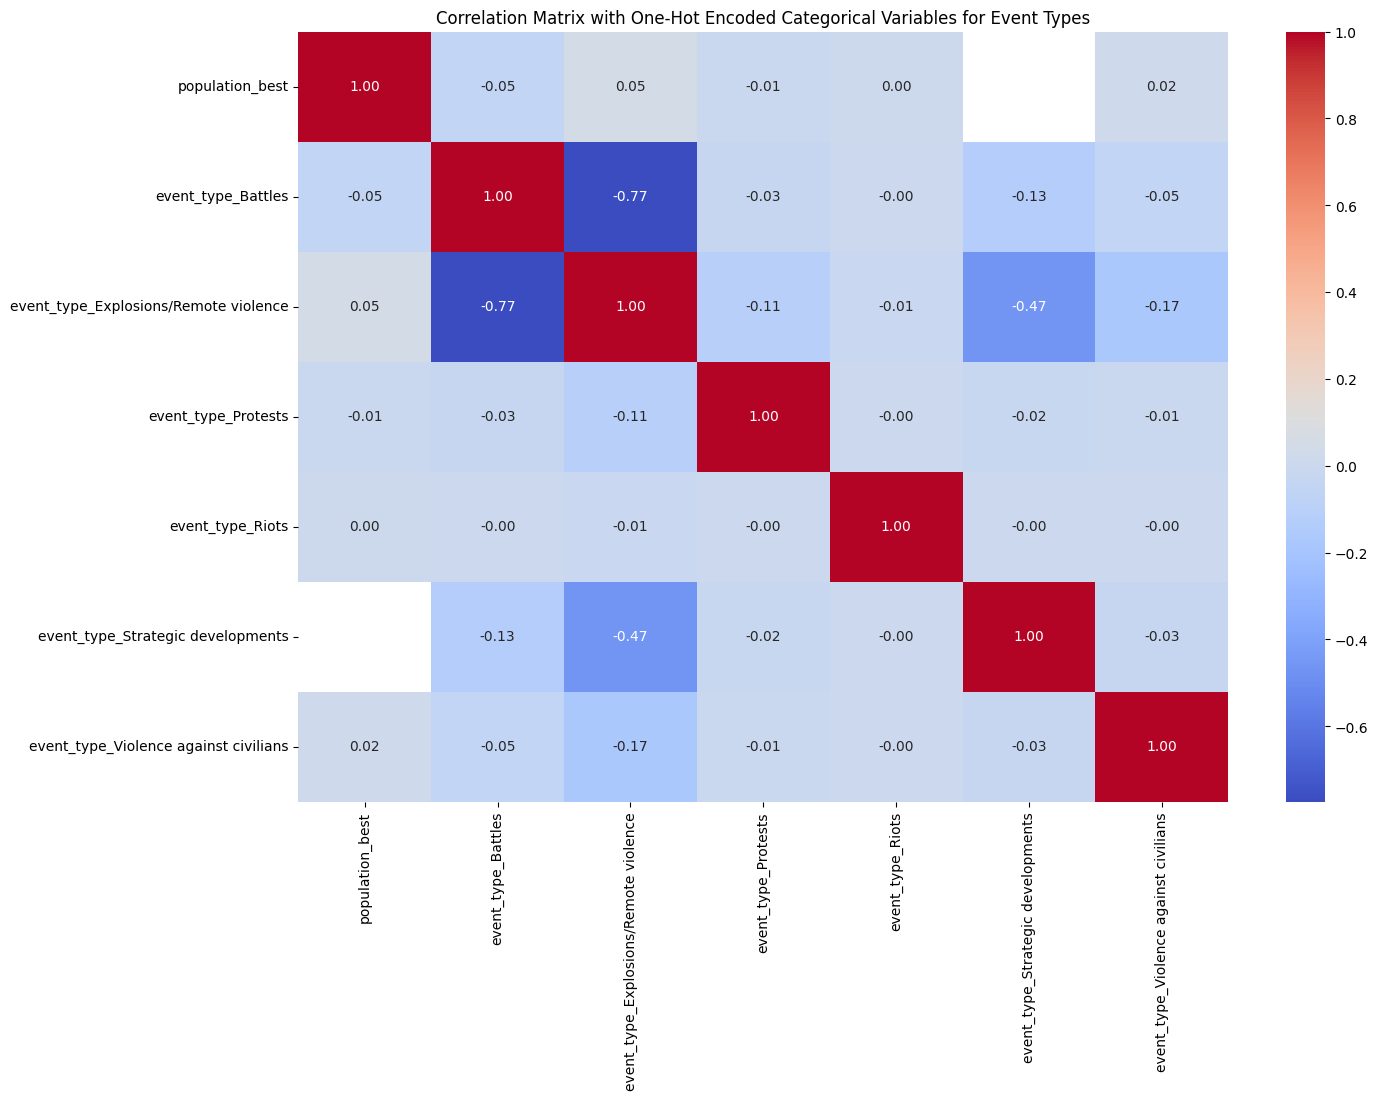 Correlation Matrix with One-Hot Encoded Categorical Variables for Event Types
population_best 1.00 -0.05 0.05 -0.01 0.00 0.02
event_type_Battles -0.05 1.00 -0.77 -0.03 -0.00 -0.13 -0.05
event_type_Explosions/Remote violence 0.05 -0.77 1.00 -0.11 -0.01 -0.47 -0.17
event_type_Protests -0.01 -0.03 -0.11 1.00 -0.00 -0.02 -0.01
event_type_Riots 0.00 -0.00 -0.01 -0.00 1.00 -0.00 -0.00
event_type_Strategic developments -0.13 -0.47 -0.02 -0.00 1.00 -0.03
event_type_Violence against civilians 0.02 -0.05 -0.17 -0.01 -0.00 -0.03 1.00
population_best
event_type_Battles
event_type_Explosions/Remote violence
event_type_Protests
event_type_Riots
event_type_Strategic developments
event_type_Violence against civilians
1.0
0.8
0.6
0.4
0.2
0.0
−0.2
−0.4
−0.6